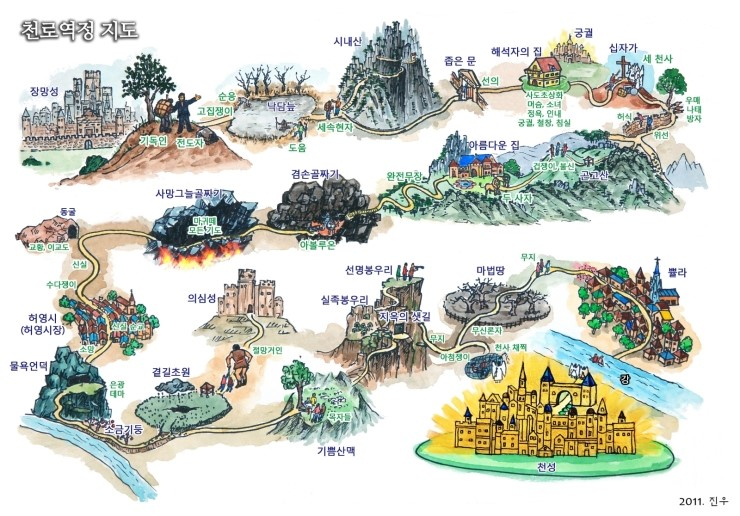 천로역정 지도
장망성
기독인
전도자
순응
고집쟁이
낙담늪
도움
세속현자
시내산
좁은 문
선의
해석자의 집
사도초상화
머슴, 소녀
정욕, 인내
궁궐, 철창, 침실
궁궐
십자가
세 천사
우매
나태
방자
허식
위선
곤고산
겁쟁이, 불신
두 사자
아름다운 집
완전무장
겸손골짜기
아볼루온
사망그늘골짜기
마귀떼
모든 기도
동굴
교황, 이교도
신실
수다쟁이
허영시
(허영시장)
신실 순교
소망
물욕언덕
은광
데마
소금기둥
곁길초원
의심성
절망거인
기쁨산맥
목자들
실족봉우리
선명봉우리
지옥의 샛길
무지
아첨쟁이
무신론자
마법땅
천사 채찍
무지
쁄라
강
천성
2011. 진우